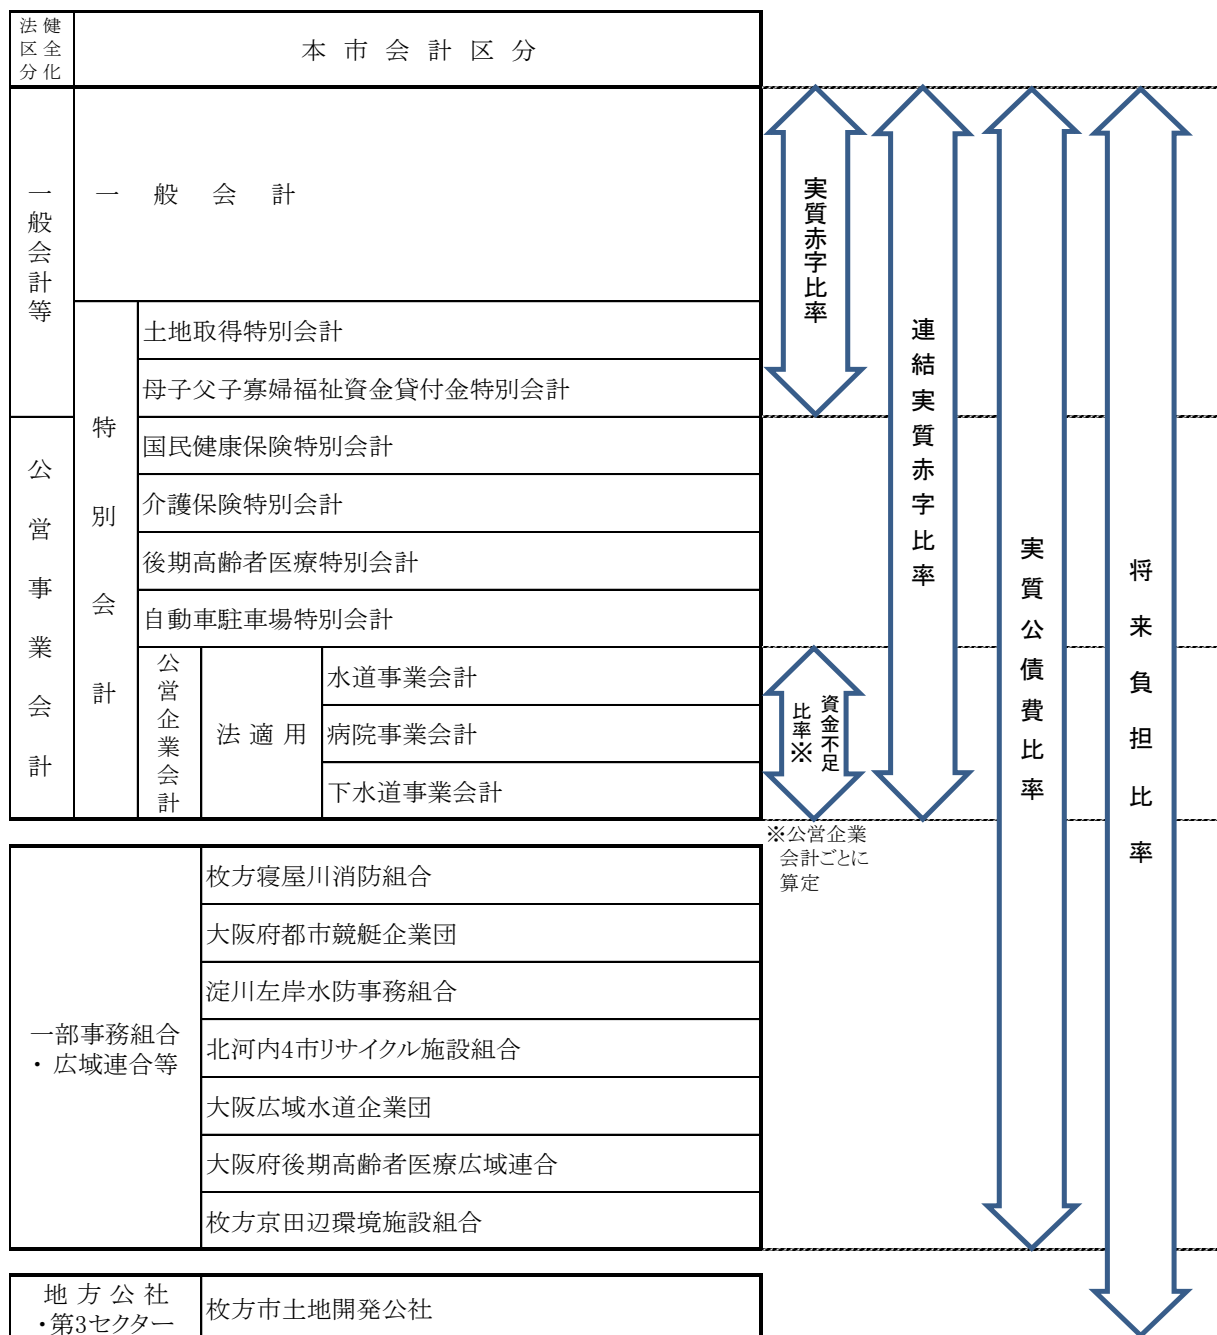 健全化
法区分
本市会計区分
一般会計等
一般会計
特別会計
土地取得特別会計
母子父子寡婦福祉資金貸付金特別会計
公営事業会計
国民健康保険特別会計
介護保険特別会計
後期高齢者医療特別会計
自動車駐車場特別会計
公営企業会計
法適用
水道事業会計
病院事業会計
下水道事業会計
実質赤字比率
連結実質赤字比率
実質公債費比率
将来負担比率
資金不足
比率※
※公営企業
会計ごとに
算定
一部事務組合
・広域連合等
枚方寝屋川消防組合
大阪府都市競艇企業団
淀川左岸水防事務組合
北河内4市リサイクル施設組合
大阪広域水道企業団
大阪府後期高齢者医療広域連合
枚方京田辺環境施設組合
地方公社
・第3セクター
枚方市土地開発公社